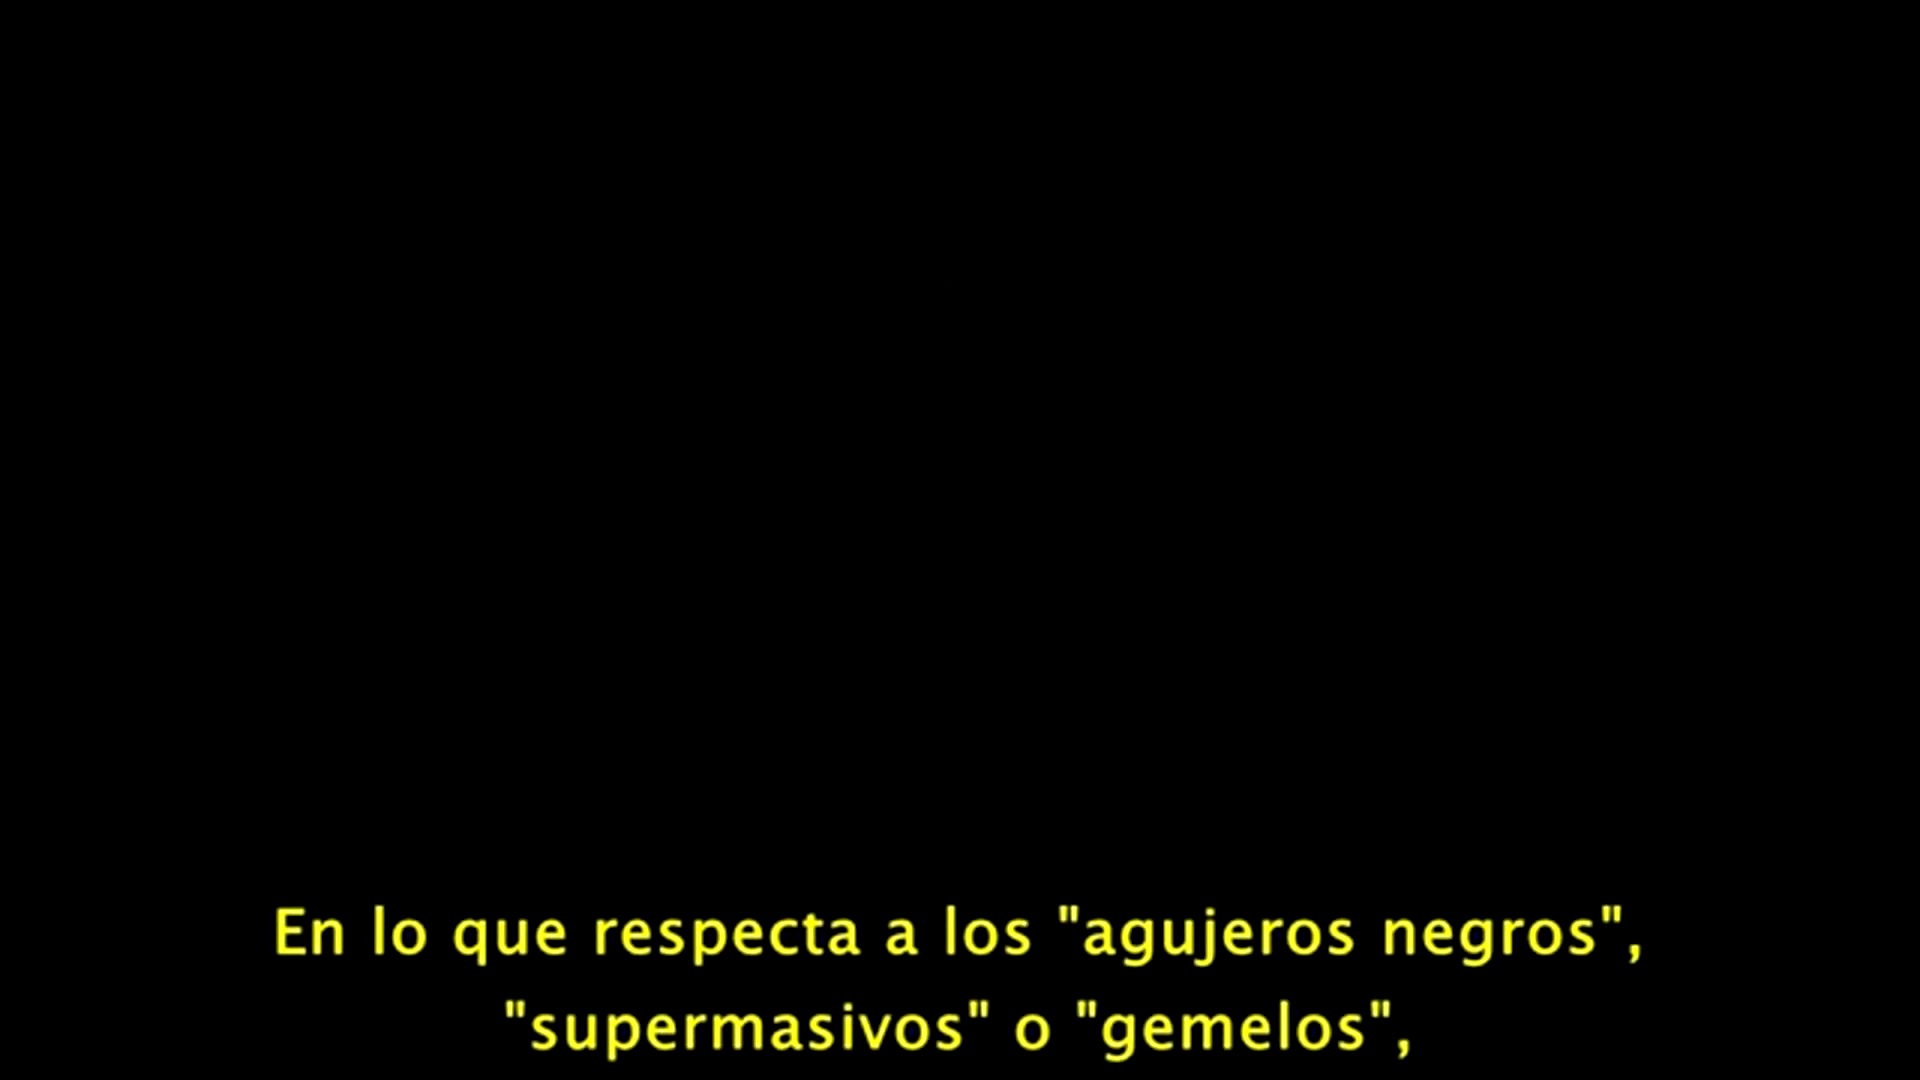 En lo que respecta a los "agujeros negros",
"supermasivos" o "gemelos",